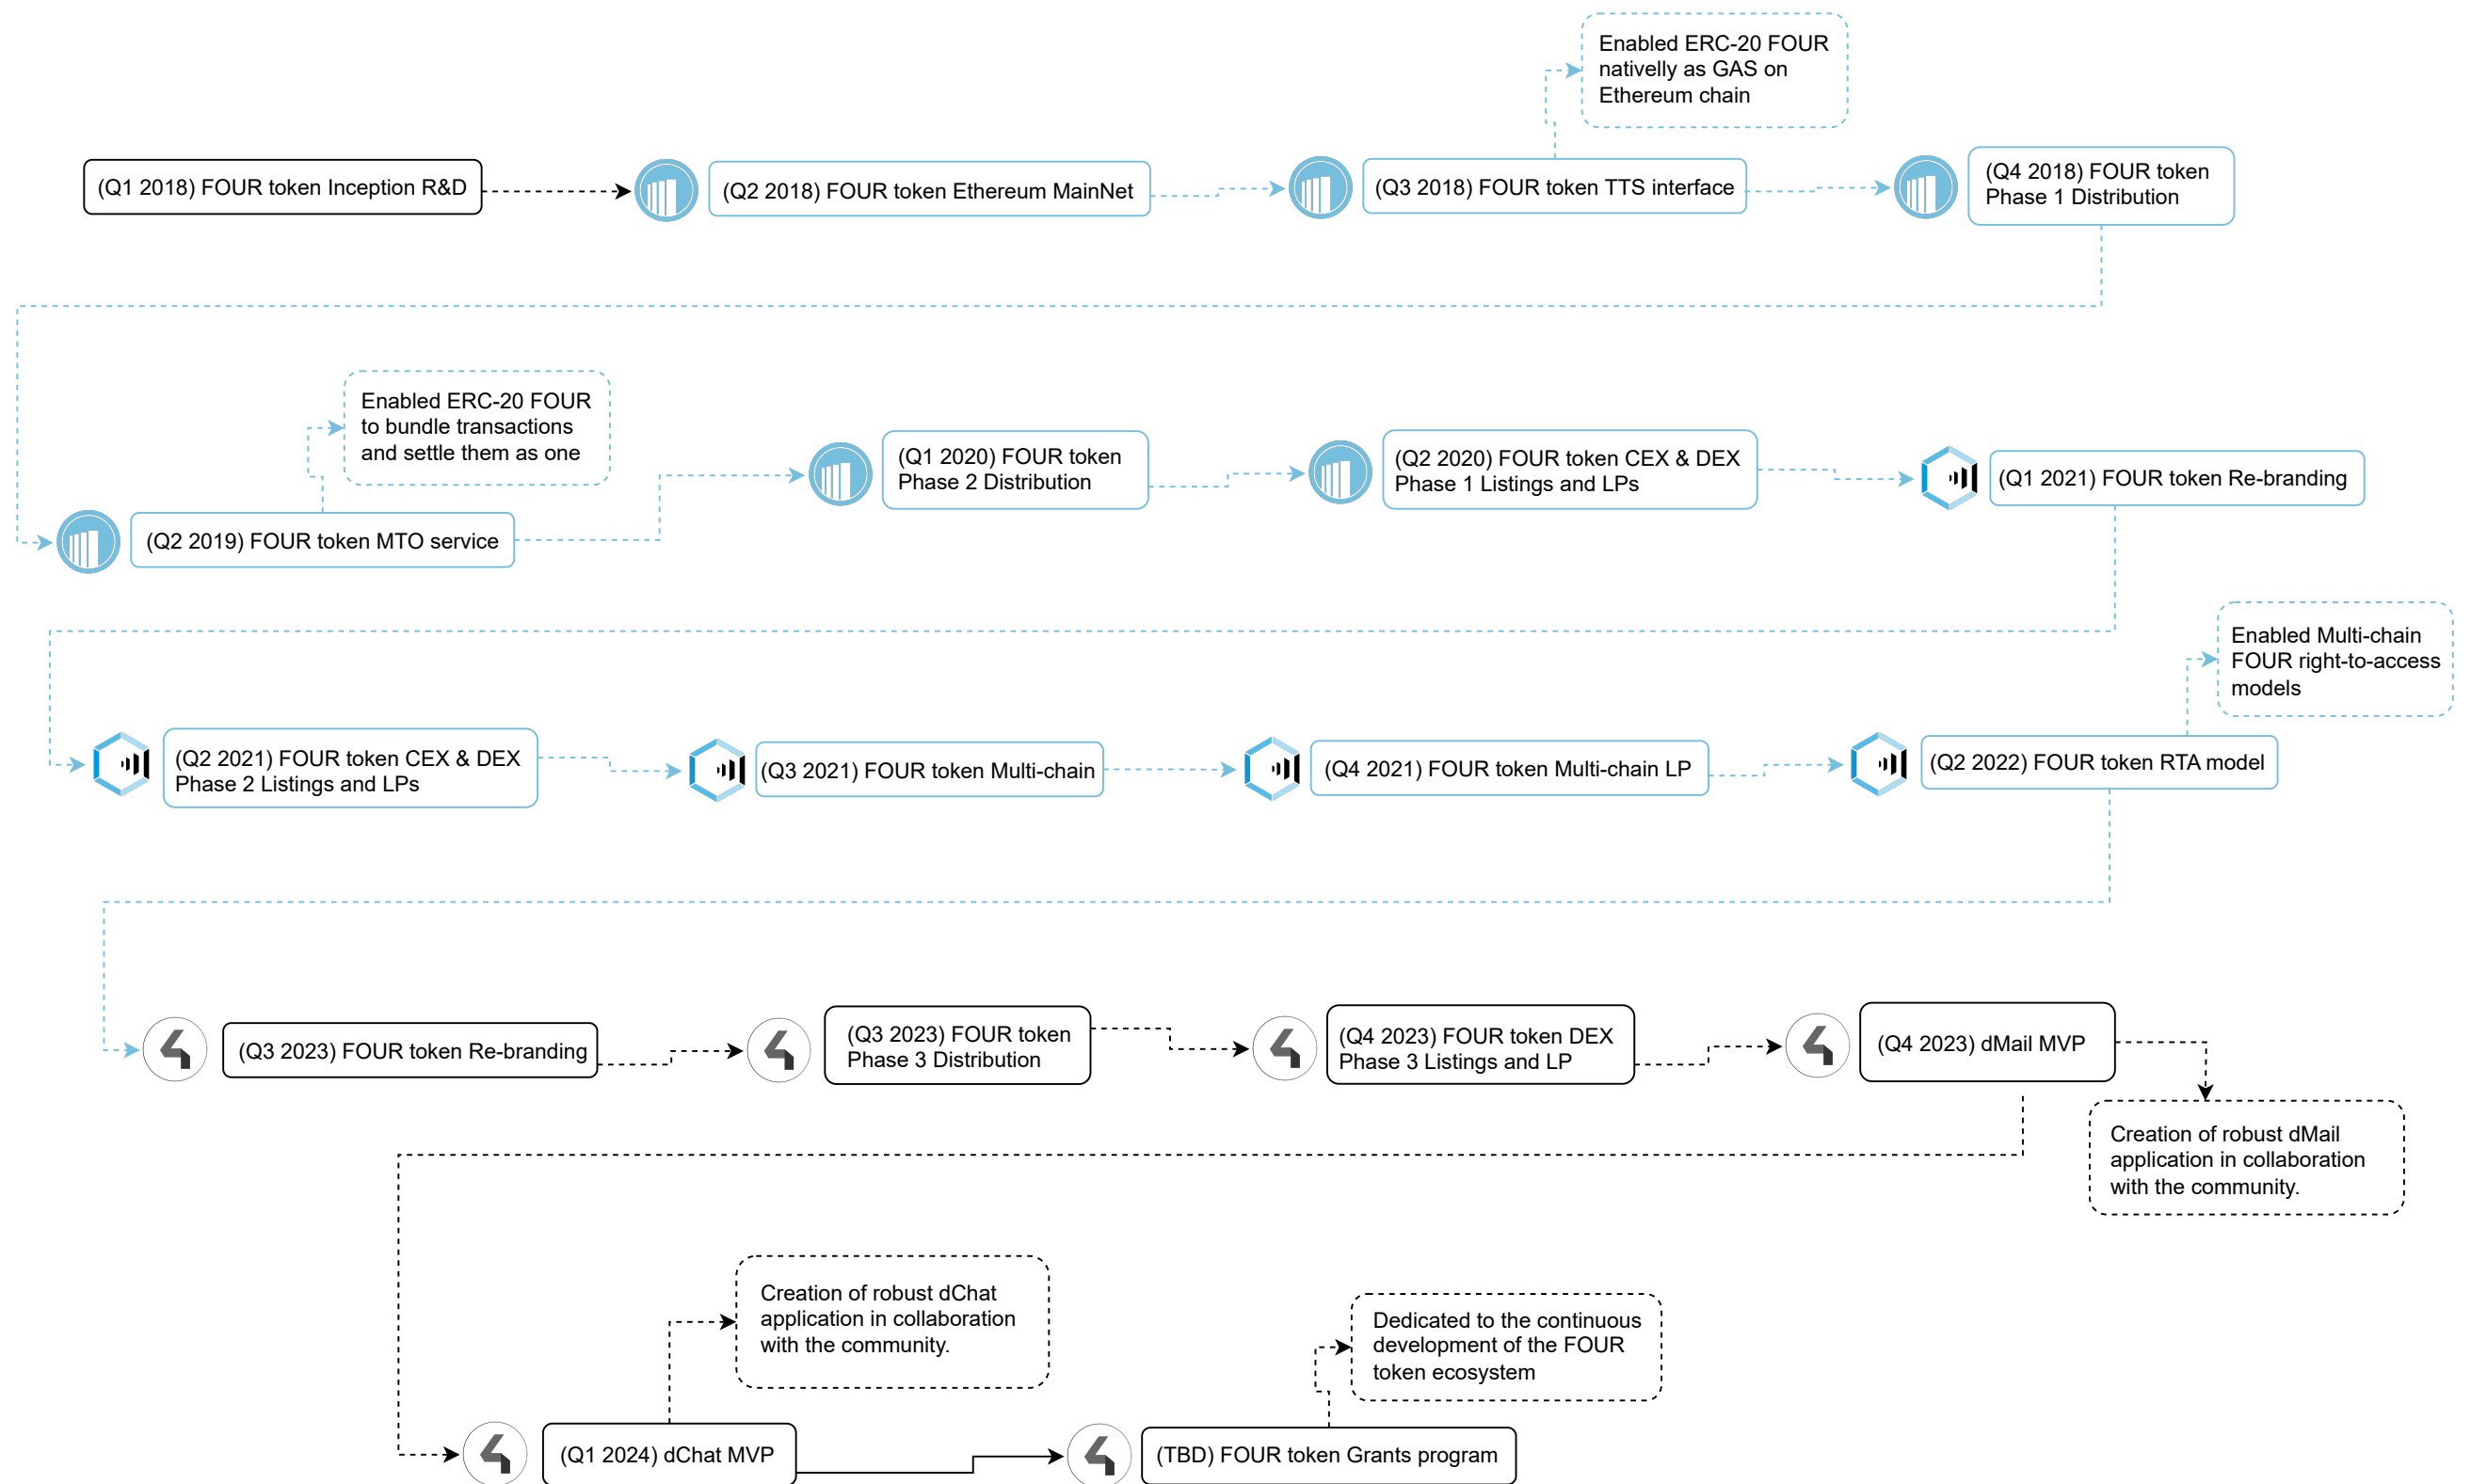 Enabled ERC-20 FOUR
nativelly as GAS on
Ethereum chain
(Q1 2018) FOUR token Inception R&D
(Q2 2018) FOUR token Ethereum MainNet
(Q3 2018) FOUR token TTS interface
(Q4 2018) FOUR token
Phase 1 Distribution
Enabled ERC-20 FOUR
to bundle transactions
and settle them as one
(Q2 2019) FOUR token MTO service
(Q1 2020) FOUR token
Phase 2 Distribution
(Q2 2020) FOUR token CEX & DEX
Phase 1 Listings and LPs
(Q1 2021) FOUR token Re-branding
Enabled Multi-chain
FOUR right-to-access
models
(Q2 2021) FOUR token CEX & DEX
Phase 2 Listings and LPs
(Q3 2021) FOUR token Multi-chain
(Q4 2021) FOUR token Multi-chain LP
(Q2 2022) FOUR token RTA model
(Q3 2023) FOUR token Re-branding
(Q3 2023) FOUR token
Phase 3 Distribution
(Q4 2023) FOUR token DEX
Phase 3 Listings and LP
(Q4 2023) dMail MVP
Creation of robust dMail
application in collaboration
with the community.
Creation of robust dChat
application in collaboration
with the community.
Dedicated to the continuous
development of the FOUR
token ecosystem
(Q1 2024) dChat MVP
(TBD) FOUR token Grants program